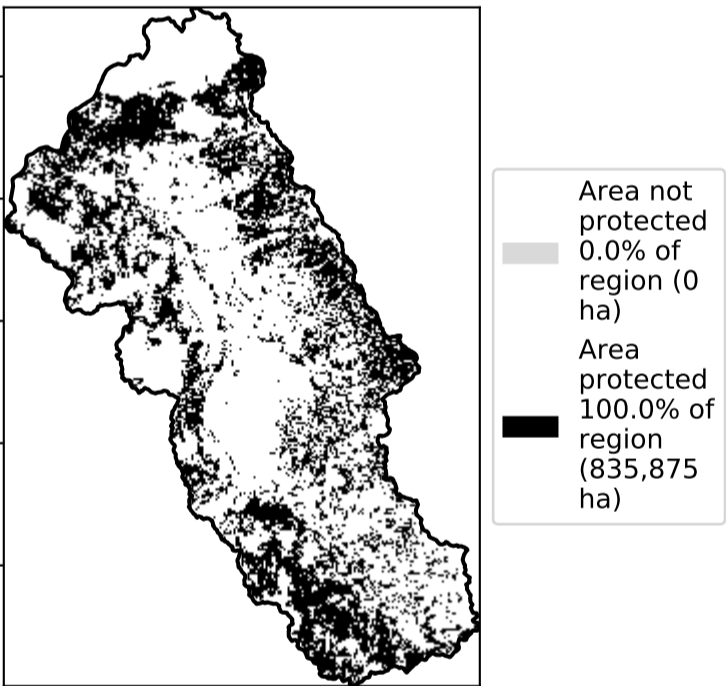 Area not
protected
0.0% of
region (0
ha)
Area
protected
100.0% of
region
(835,875
ha)